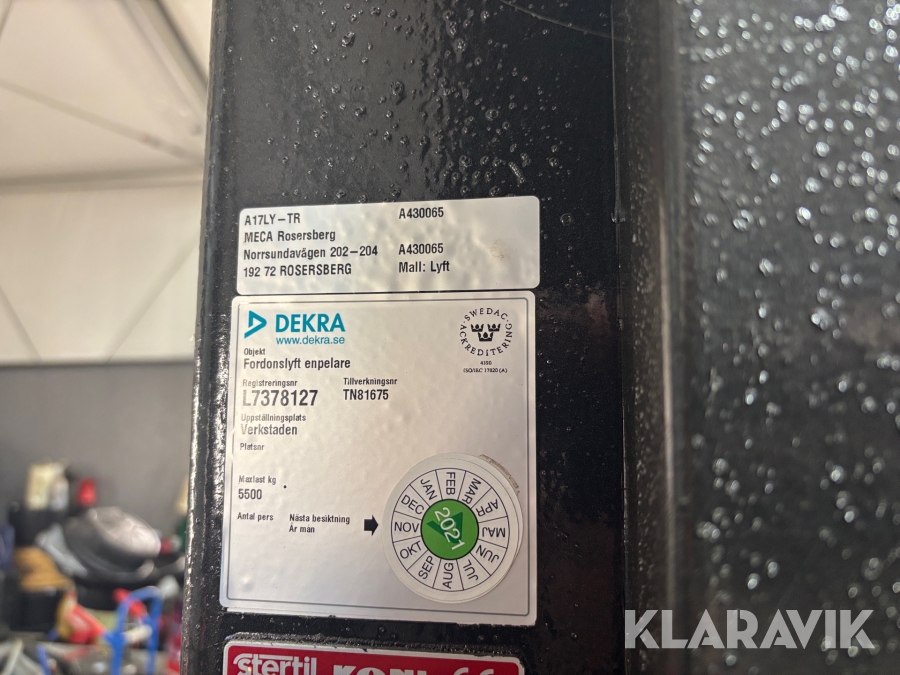 A17LY-TR A430065
MECA Rosersberg
Norrsundavägen 202-204 A430065
192 72 ROSERSBERG Mall: Lyft
DEKRA
www.dekra.se
SWEDAC ACKREDITERING
4190
ISO/IEC 17020 (A)
Objekt
Fordonslyft enpelare
Registreringsnr Tillverkningsnr
L7378127 TN81675
Uppställningsplats
Verkstaden
Platsnr
Maxlast kg
5500
Antal pers Nästa besiktning
År mån
JAN FEB MAR APR MAJ JUN JUL AUG SEP OKT NOV DEC
2021
stertil
KLARAVIK